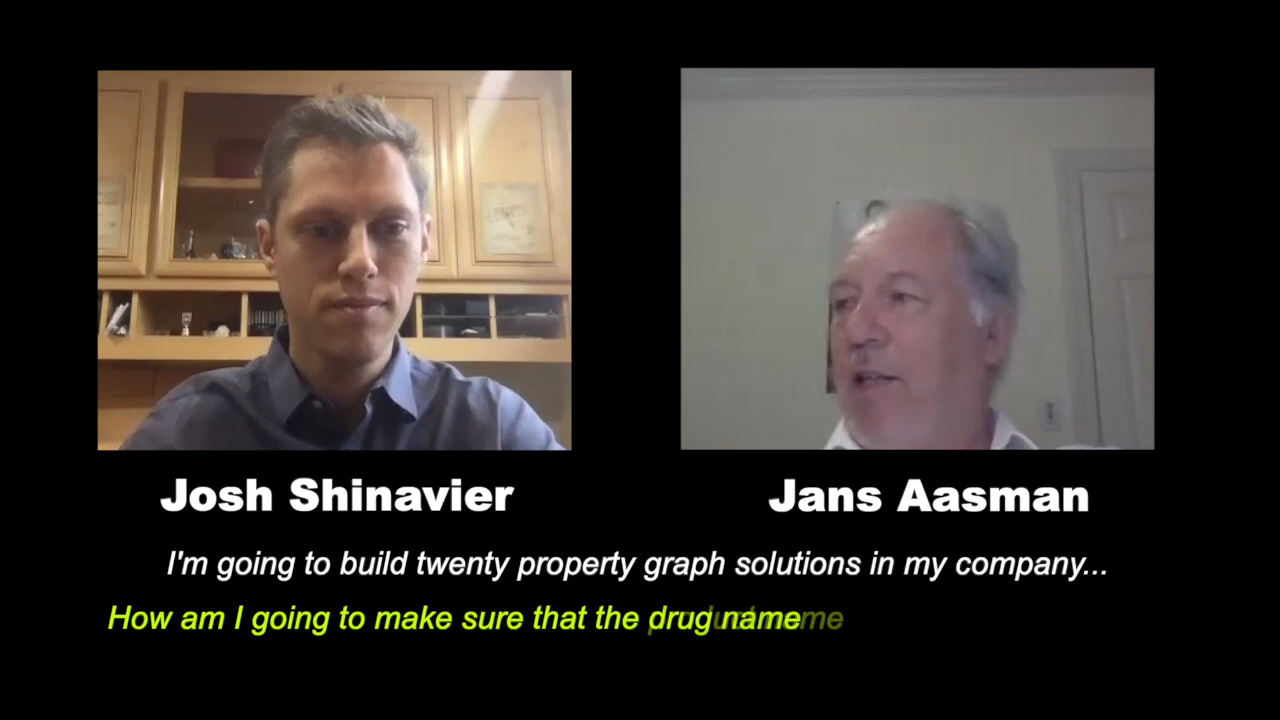 Josh Shinavier
Jans Aasman
I'm going to build twenty property graph solutions in my company...
How am I going to make sure that the drug name